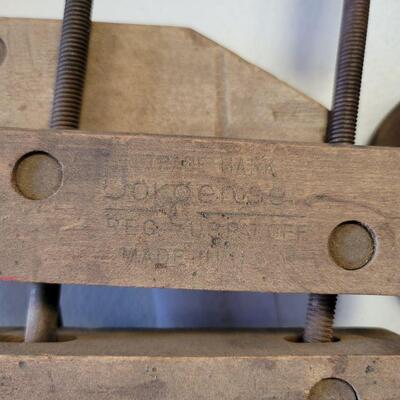 TRADE MARK
Jorgensen
REG. U.S. PAT. OFF.
MADE IN U.S.A.